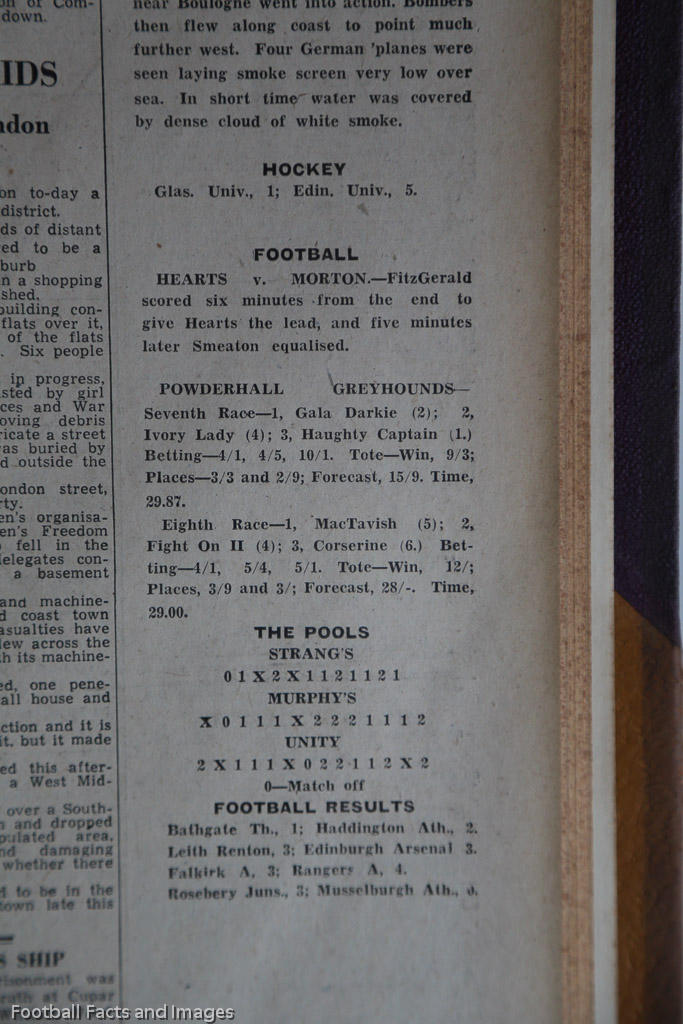 on of Com-
down.
IDS
ndon
on to-day a
district.
ds of distant
ed to be a
burb
n a shopping
shed.
building con-
flats over it,
of the flats
. Six people
in progress,
sted by girl
ces and War
oving debris
ricate a street
was buried by
d outside the
ondon street,
rty.
en's organisa-
en's Freedom
fell in the
elegates con-
a basement
and machine-
d coast town
asualties have
lew across the
h its machine-
ed, one pene-
all house and
ction and it is
it, but it made
ed this after-
a West Mid-
over a South-
and dropped
pulated area,
nd damaging
whether there
d to be in the
town late this
S SHIP
risonment was
at Cupar
near Boulogne went into action. Bombers
then flew along coast to point much
further west. Four German 'planes were
seen laying smoke screen very low over
sea. In short time water was covered
by dense cloud of white smoke.
HOCKEY
Glas. Univ., 1; Edin. Univ., 5.
FOOTBALL
HEARTS v. MORTON.—FitzGerald
scored six minutes from the end to
give Hearts the lead, and five minutes
later Smeaton equalised.
POWDERHALL GREYHOUNDS—
Seventh Race—1, Gala Darkie (2); 2,
Ivory Lady (4); 3, Haughty Captain (1.)
Betting—4/1, 4/5, 10/1. Tote—Win, 9/3;
Places—3/3 and 2/9; Forecast, 15/9. Time,
29.87.
Eighth Race—1, MacTavish (5); 2,
Fight On II (4); 3, Corserine (6.) Bet-
ting—4/1, 5/4, 5/1. Tote—Win, 12/;
Places, 3/9 and 3/; Forecast, 28/-. Time,
29.00.
THE POOLS
STRANG'S
0 1 X 2 X 1 1 2 1 1 2 1
MURPHY'S
X 0 1 1 1 X 2 2 2 1 1 1 2
UNITY
2 X 1 1 1 X 0 2 2 1 1 2 X 2
0—Match off
FOOTBALL RESULTS
Bathgate Th., 1; Haddington Ath., 2.
Leith Renton, 3; Edinburgh Arsenal 3.
Falkirk A, 3; Rangers A, 4.
Rosebery Juns., 3; Musselburgh Ath.,
Football Facts and Images